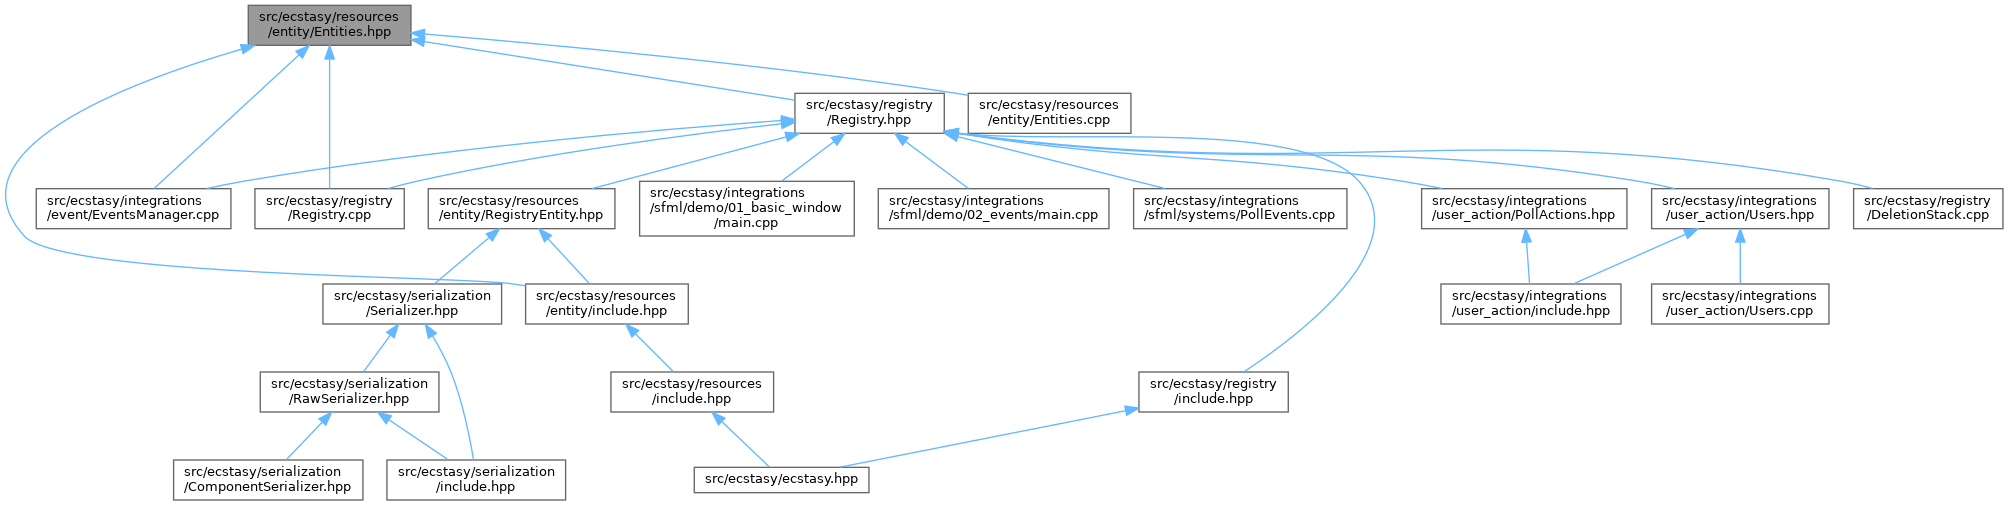 src/ecstasy/resources
/entity/Entities.hpp
src/ecstasy/registry
/Registry.hpp
src/ecstasy/resources
/entity/Entities.cpp
src/ecstasy/integrations
/event/EventsManager.cpp
src/ecstasy/registry
/Registry.cpp
src/ecstasy/resources
/entity/RegistryEntity.hpp
src/ecstasy/integrations
/sfml/demo/01_basic_window
/main.cpp
src/ecstasy/integrations
/sfml/demo/02_events/main.cpp
src/ecstasy/integrations
/sfml/systems/PollEvents.cpp
src/ecstasy/integrations
/user_action/PollActions.hpp
src/ecstasy/integrations
/user_action/Users.hpp
src/ecstasy/registry
/DeletionStack.cpp
src/ecstasy/serialization
/Serializer.hpp
src/ecstasy/resources
/entity/include.hpp
src/ecstasy/integrations
/user_action/include.hpp
src/ecstasy/integrations
/user_action/Users.cpp
src/ecstasy/serialization
/RawSerializer.hpp
src/ecstasy/resources
/include.hpp
src/ecstasy/registry
/include.hpp
src/ecstasy/serialization
/ComponentSerializer.hpp
src/ecstasy/serialization
/include.hpp
src/ecstasy/ecstasy.hpp